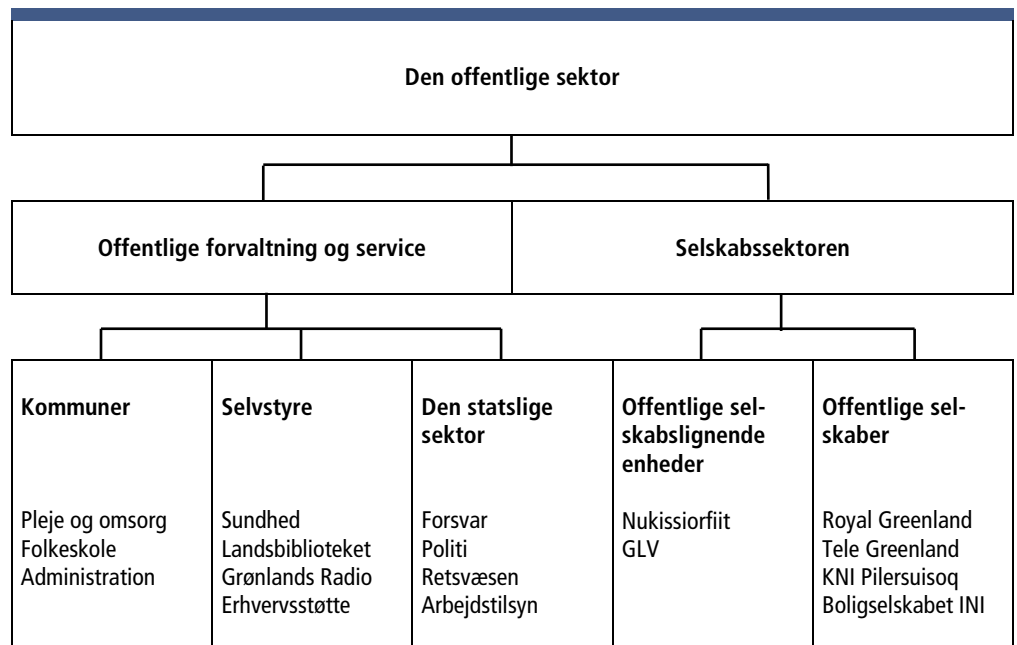 Den offentlige sektor
Offentlige forvaltning og service
Selskabssektoren
Kommuner
Pleje og omsorg
Folkeskole
Administration
Selvstyre
Sundhed
Landsbiblioteket
Grønlands Radio
Erhvervsstøtte
Den statslige
sektor
Forsvar
Politi
Retsvæsen
Arbejdstilsyn
Offentlige sel-
skabslignende
enheder
Nukissiorfiit
GLV
Offentlige sel-
skaber
Royal Greenland
Tele Greenland
KNI Pilersuisoq
Boligselskabet INI